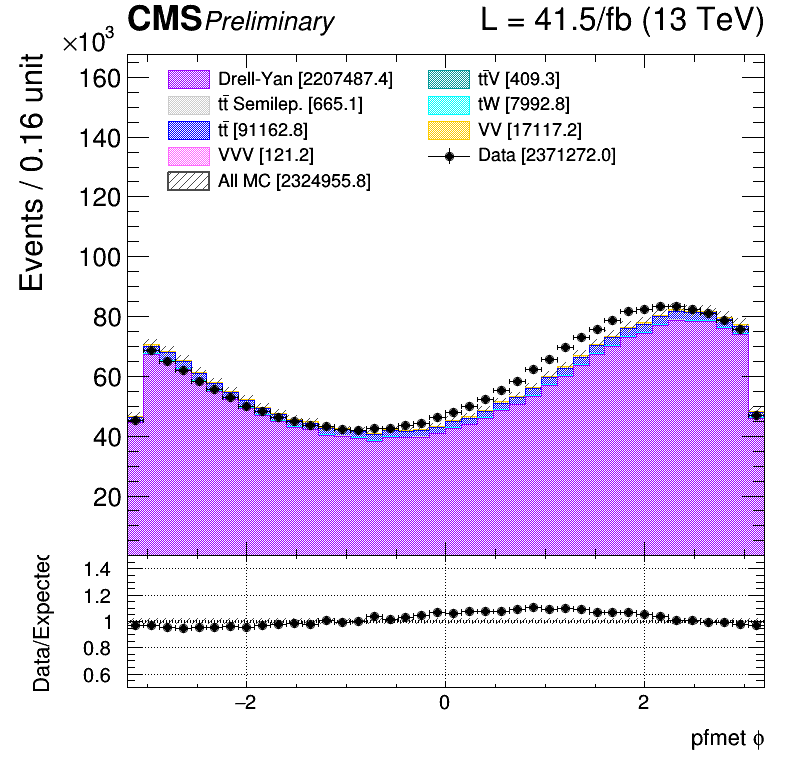 CMS Preliminary L = 41.5/fb (13 TeV)
×10³
Events / 0.16 unit
160
140
120
100
80
60
40
20
Drell-Yan [2207487.4]
tt̄ Semilep. [665.1]
tt̄ [91162.8]
VVV [121.2]
All MC [2324955.8]
tt̄V [409.3]
tW [7992.8]
VV [17117.2]
Data [2371272.0]
Data/Expected
1.4
1.2
1
0.8
0.6
−2 0 2
pfmet ϕ